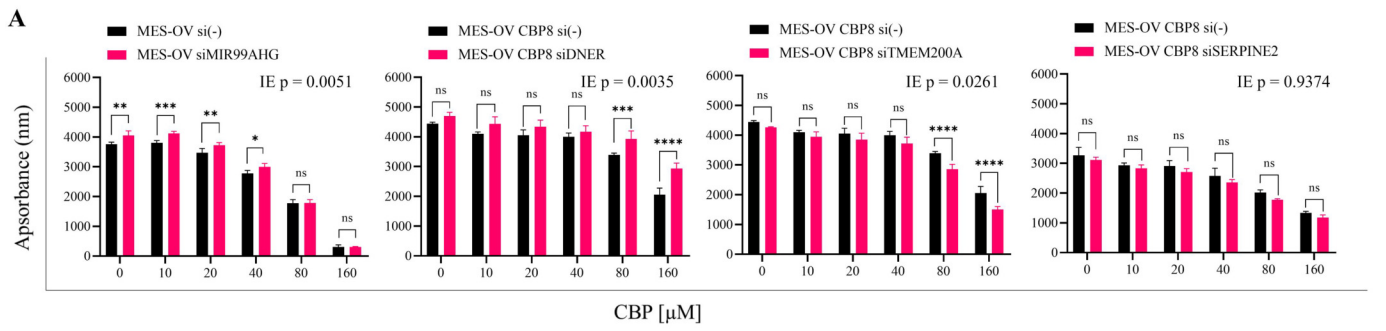 A
MES-OV si(-)
MES-OV siMIR99AHG
MES-OV CBP8 si(-)
MES-OV CBP8 siDNER
MES-OV CBP8 si(-)
MES-OV CBP8 siTMEM200A
MES-OV CBP8 si(-)
MES-OV CBP8 siSERPINE2
Apsorbance (nm)
6000
5000
4000
3000
2000
1000
0
IE p = 0.0051
** *** ** * ns ns
0 10 20 40 80 160
6000
5000
4000
3000
2000
1000
0
IE p = 0.0035
ns ns ns ns *** ****
0 10 20 40 80 160
6000
5000
4000
3000
2000
1000
0
IE p = 0.0261
ns ns ns ns **** ****
0 10 20 40 80 160
6000
5000
4000
3000
2000
1000
0
IE p = 0.9374
ns ns ns ns ns ns
0 10 20 40 80 160
CBP [μM]